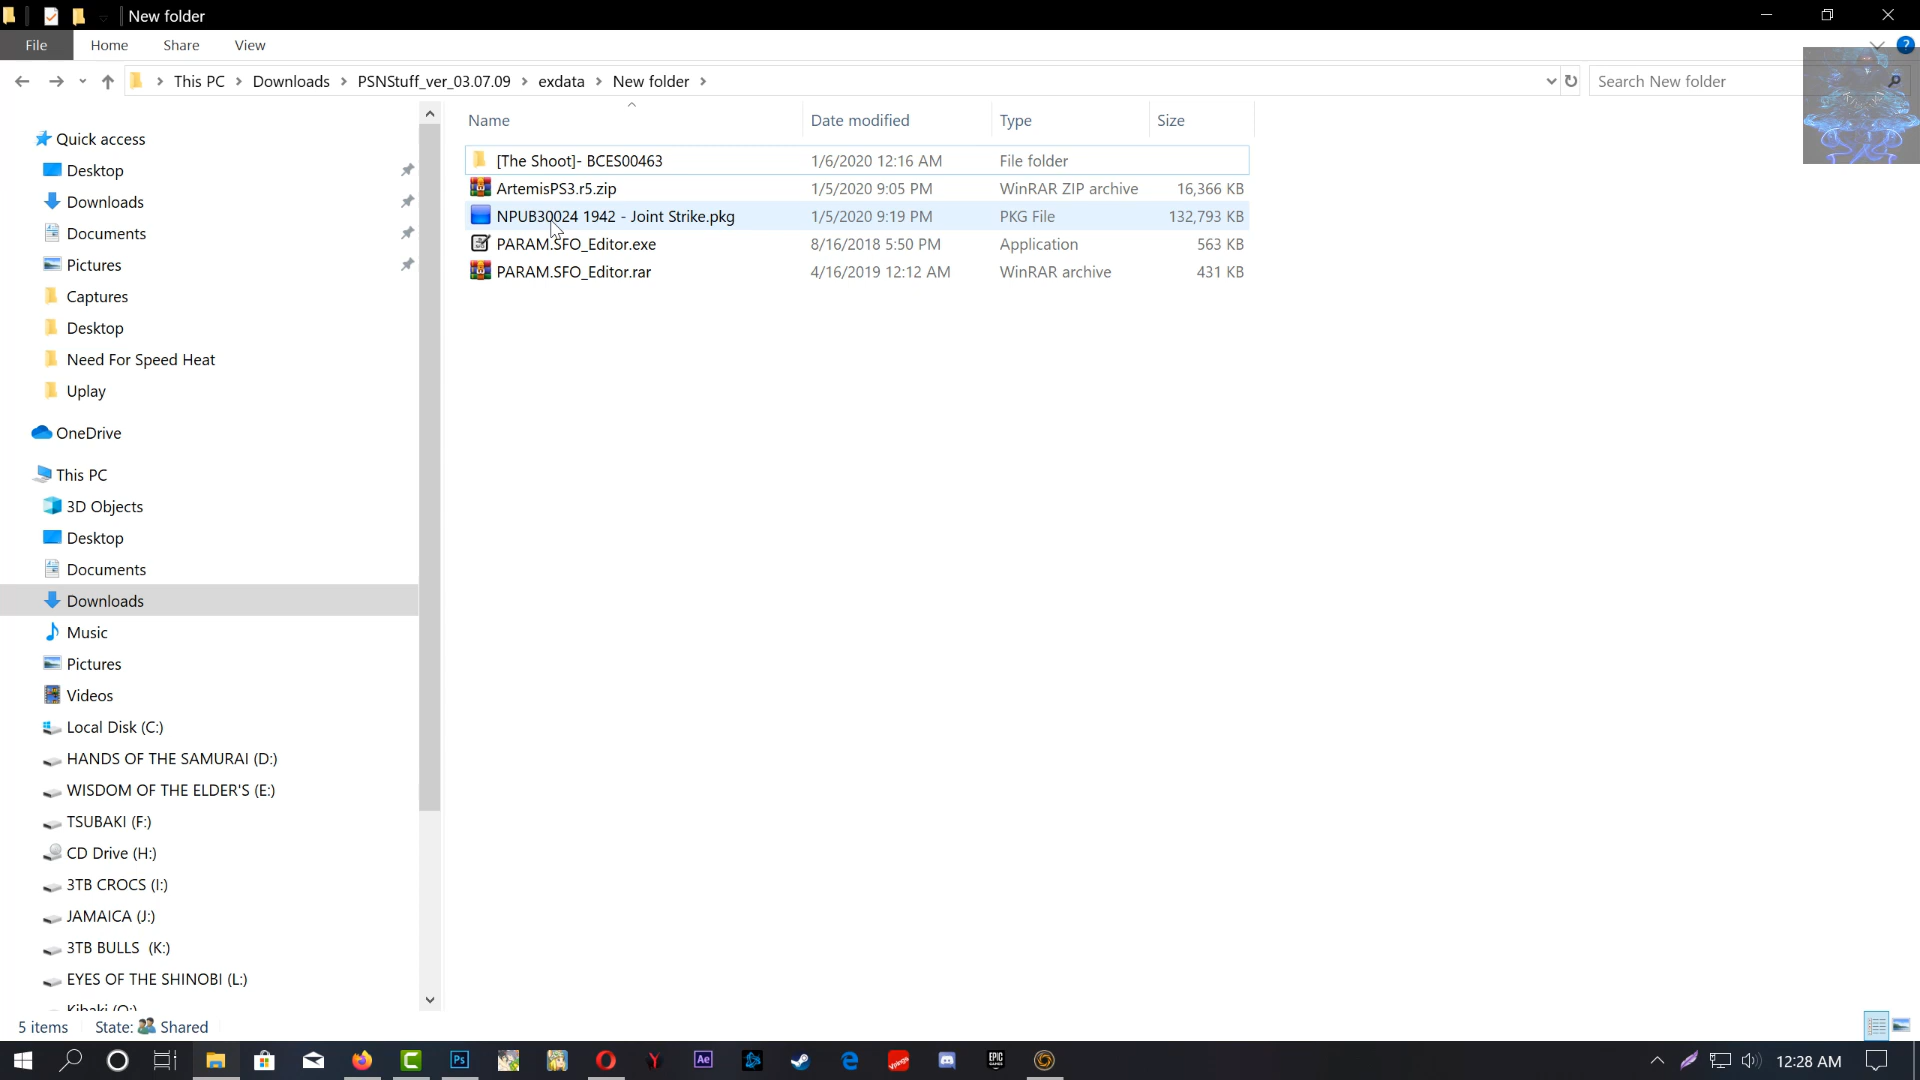 New folder
File Home Share View
This PC > Downloads > PSNStuff_ver_03.07.09 > exdata > New folder >
Search New folder
Name Date modified Type Size
[The Shoot]- BCES00463 1/6/2020 12:16 AM File folder
ArtemisPS3.r5.zip 1/5/2020 9:05 PM WinRAR ZIP archive 16,366 KB
NPUB30024 1942 - Joint Strike.pkg 1/5/2020 9:19 PM PKG File 132,793 KB
PARAM.SFO_Editor.exe 8/16/2018 5:50 PM Application 563 KB
PARAM.SFO_Editor.rar 4/16/2019 12:12 AM WinRAR archive 431 KB
Quick access
Desktop
Downloads
Documents
Pictures
Captures
Desktop
Need For Speed Heat
Uplay
OneDrive
This PC
3D Objects
Desktop
Documents
Downloads
Music
Pictures
Videos
Local Disk (C:)
HANDS OF THE SAMURAI (D:)
WISDOM OF THE ELDER'S (E:)
TSUBAKI (F:)
CD Drive (H:)
3TB CROCS (I:)
JAMAICA (J:)
3TB BULLS (K:)
EYES OF THE SHINOBI (L:)
5 items State: Shared
Ps
Ae
EPIC GAMES
12:28 AM